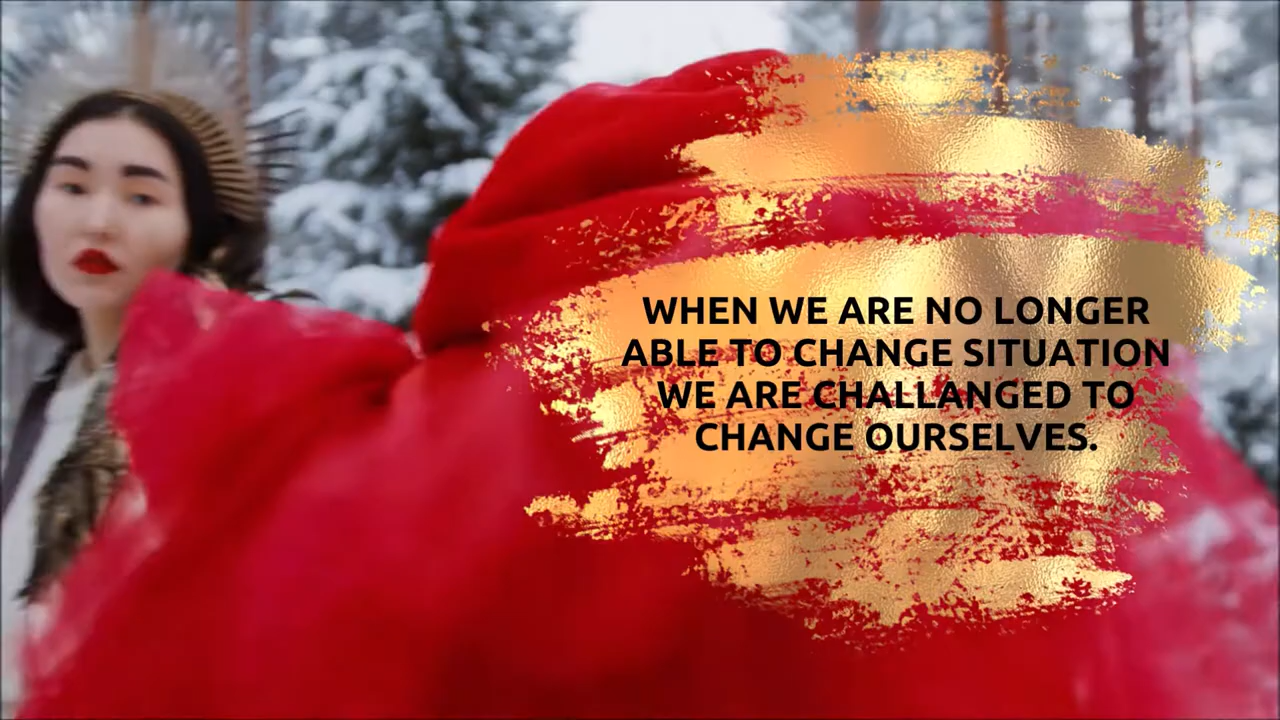 WHEN WE ARE NO LONGER
ABLE TO CHANGE SITUATION
WE ARE CHALLANGED TO
CHANGE OURSELVES.